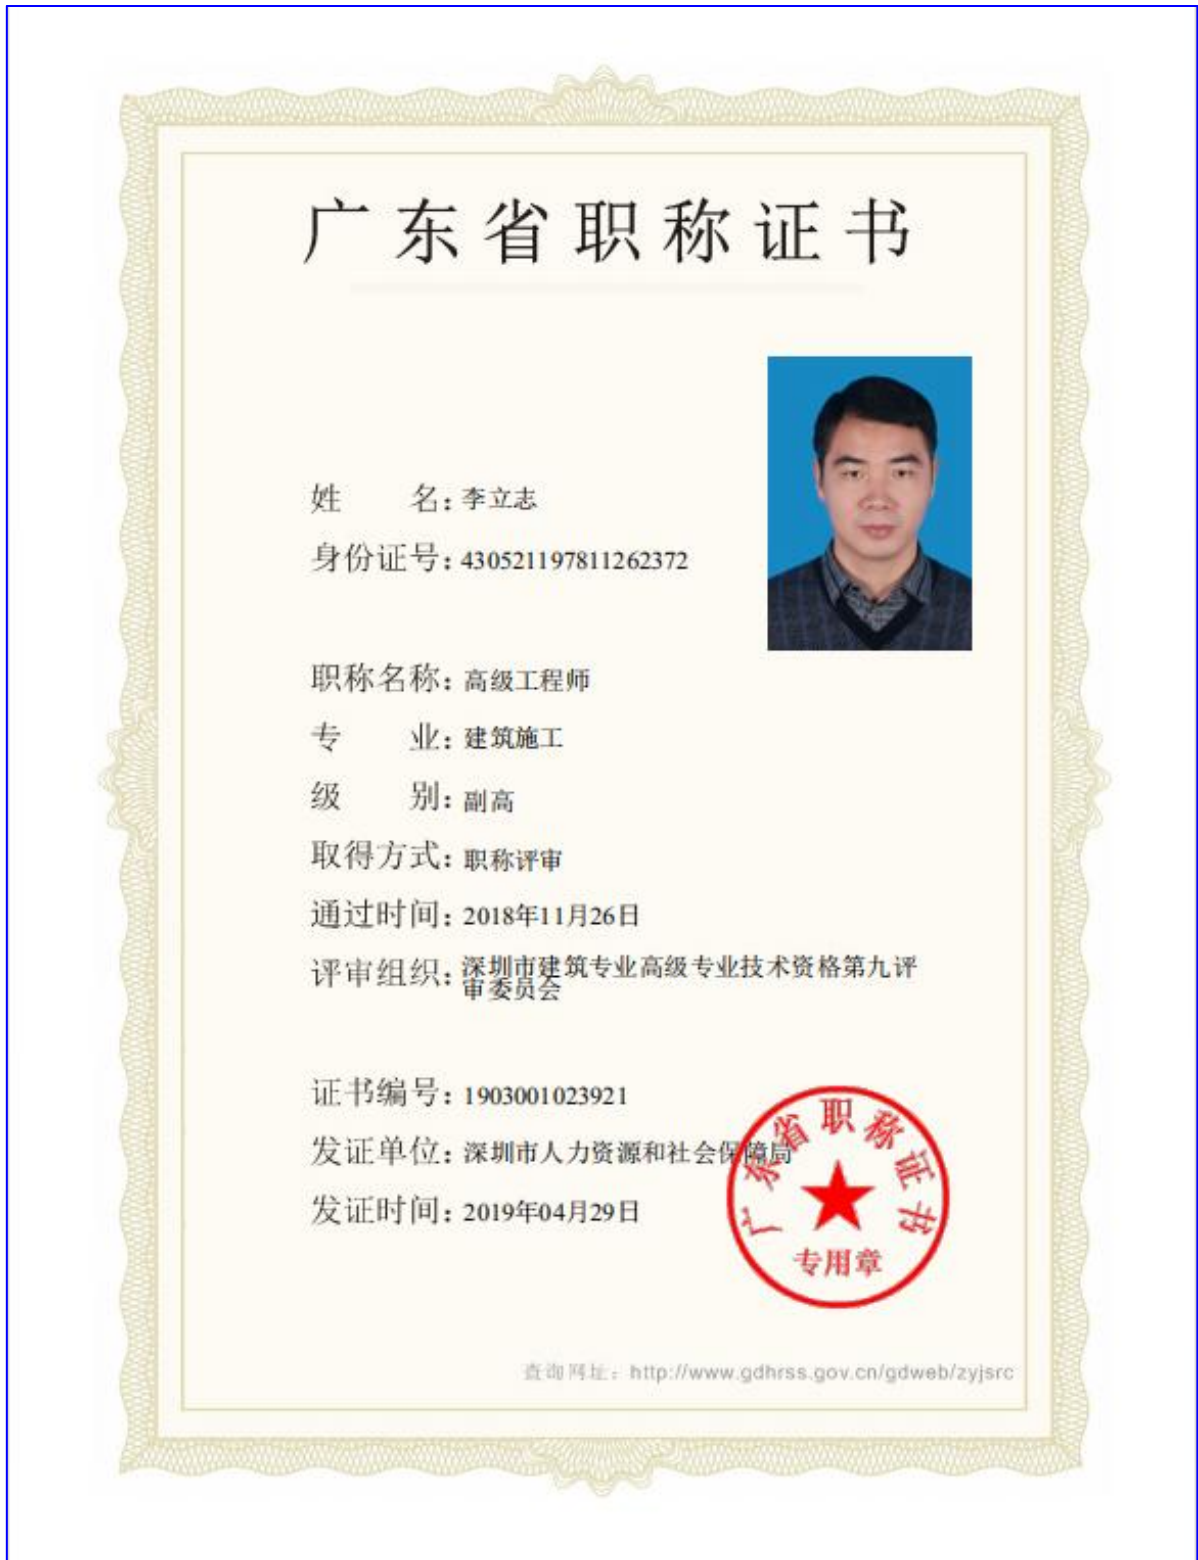 广东省职称证书
姓 名：李立志
身份证号：430521197811262372
职称名称：高级工程师
专 业：建筑施工
级 别：副高
取得方式：职称评审
通过时间：2018年11月26日
评审组织：深圳市建筑专业高级专业技术资格第九评
审委员会
证书编号：1903001023921
发证单位：深圳市人力资源和社会保障局
发证时间：2019年04月29日
广东省职称证书
专用章
查询网址：http://www.gdhrss.gov.cn/gdweb/zyjsrc